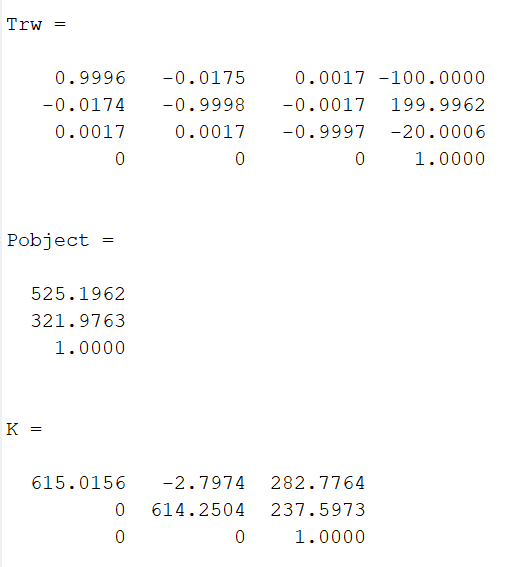 Trw =
0.9996 -0.0175 0.0017 -100.0000
-0.0174 -0.9998 -0.0017 199.9962
0.0017 0.0017 -0.9997 -20.0006
0 0 0 1.0000
Pobject =
525.1962
321.9763
1.0000
K =
615.0156 -2.7974 282.7764
0 614.2504 237.5973
0 0 1.0000